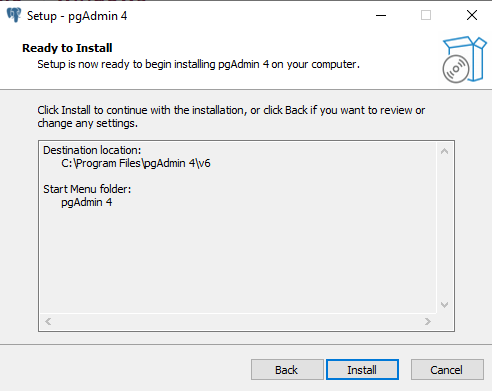 Setup - pgAdmin 4
Ready to Install
Setup is now ready to begin installing pgAdmin 4 on your computer.
Click Install to continue with the installation, or click Back if you want to review or
change any settings.
Destination location:
C:\Program Files\pgAdmin 4\v6
Start Menu folder:
pgAdmin 4
Back
Install
Cancel